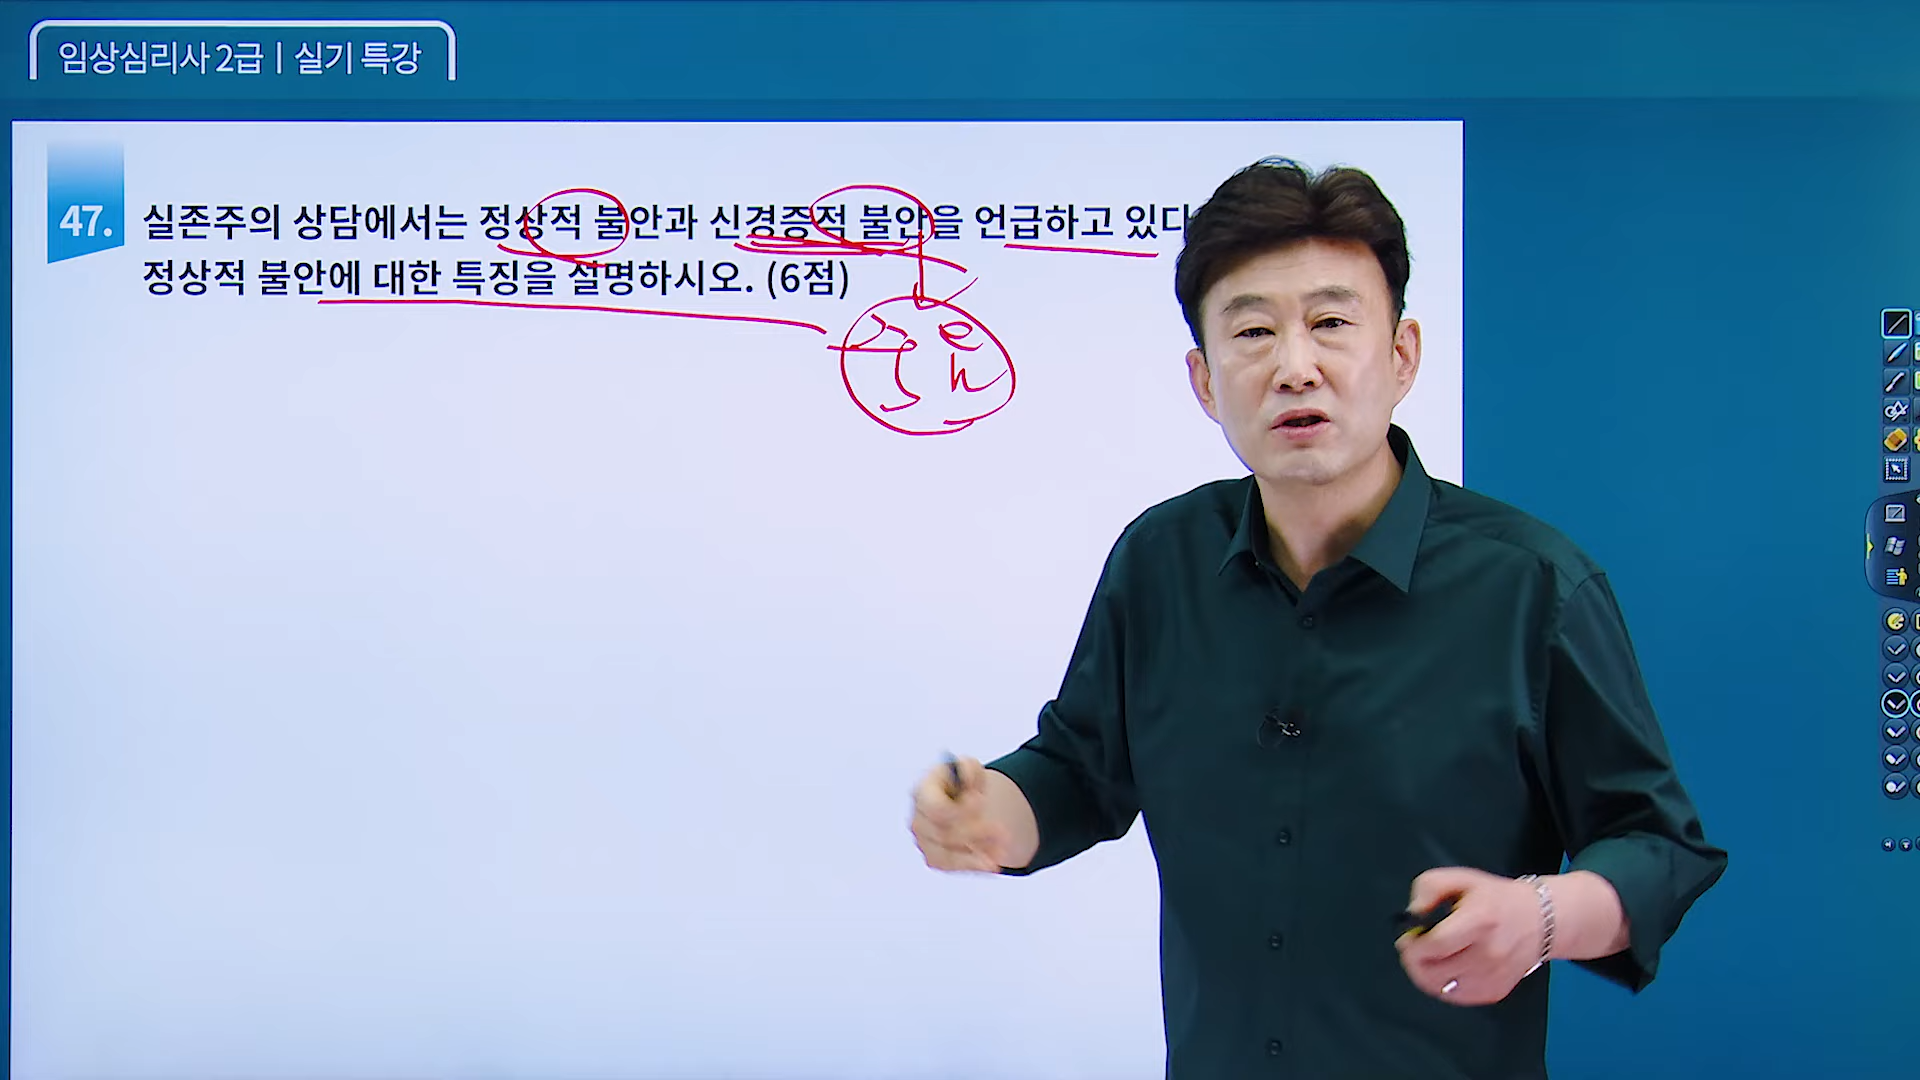 임상심리사 2급 | 실기 특강
47. 실존주의 상담에서는 정상적 불안과 신경증적 불안을 언급하고 있다
정상적 불안에 대한 특징을 설명하시오. (6점)